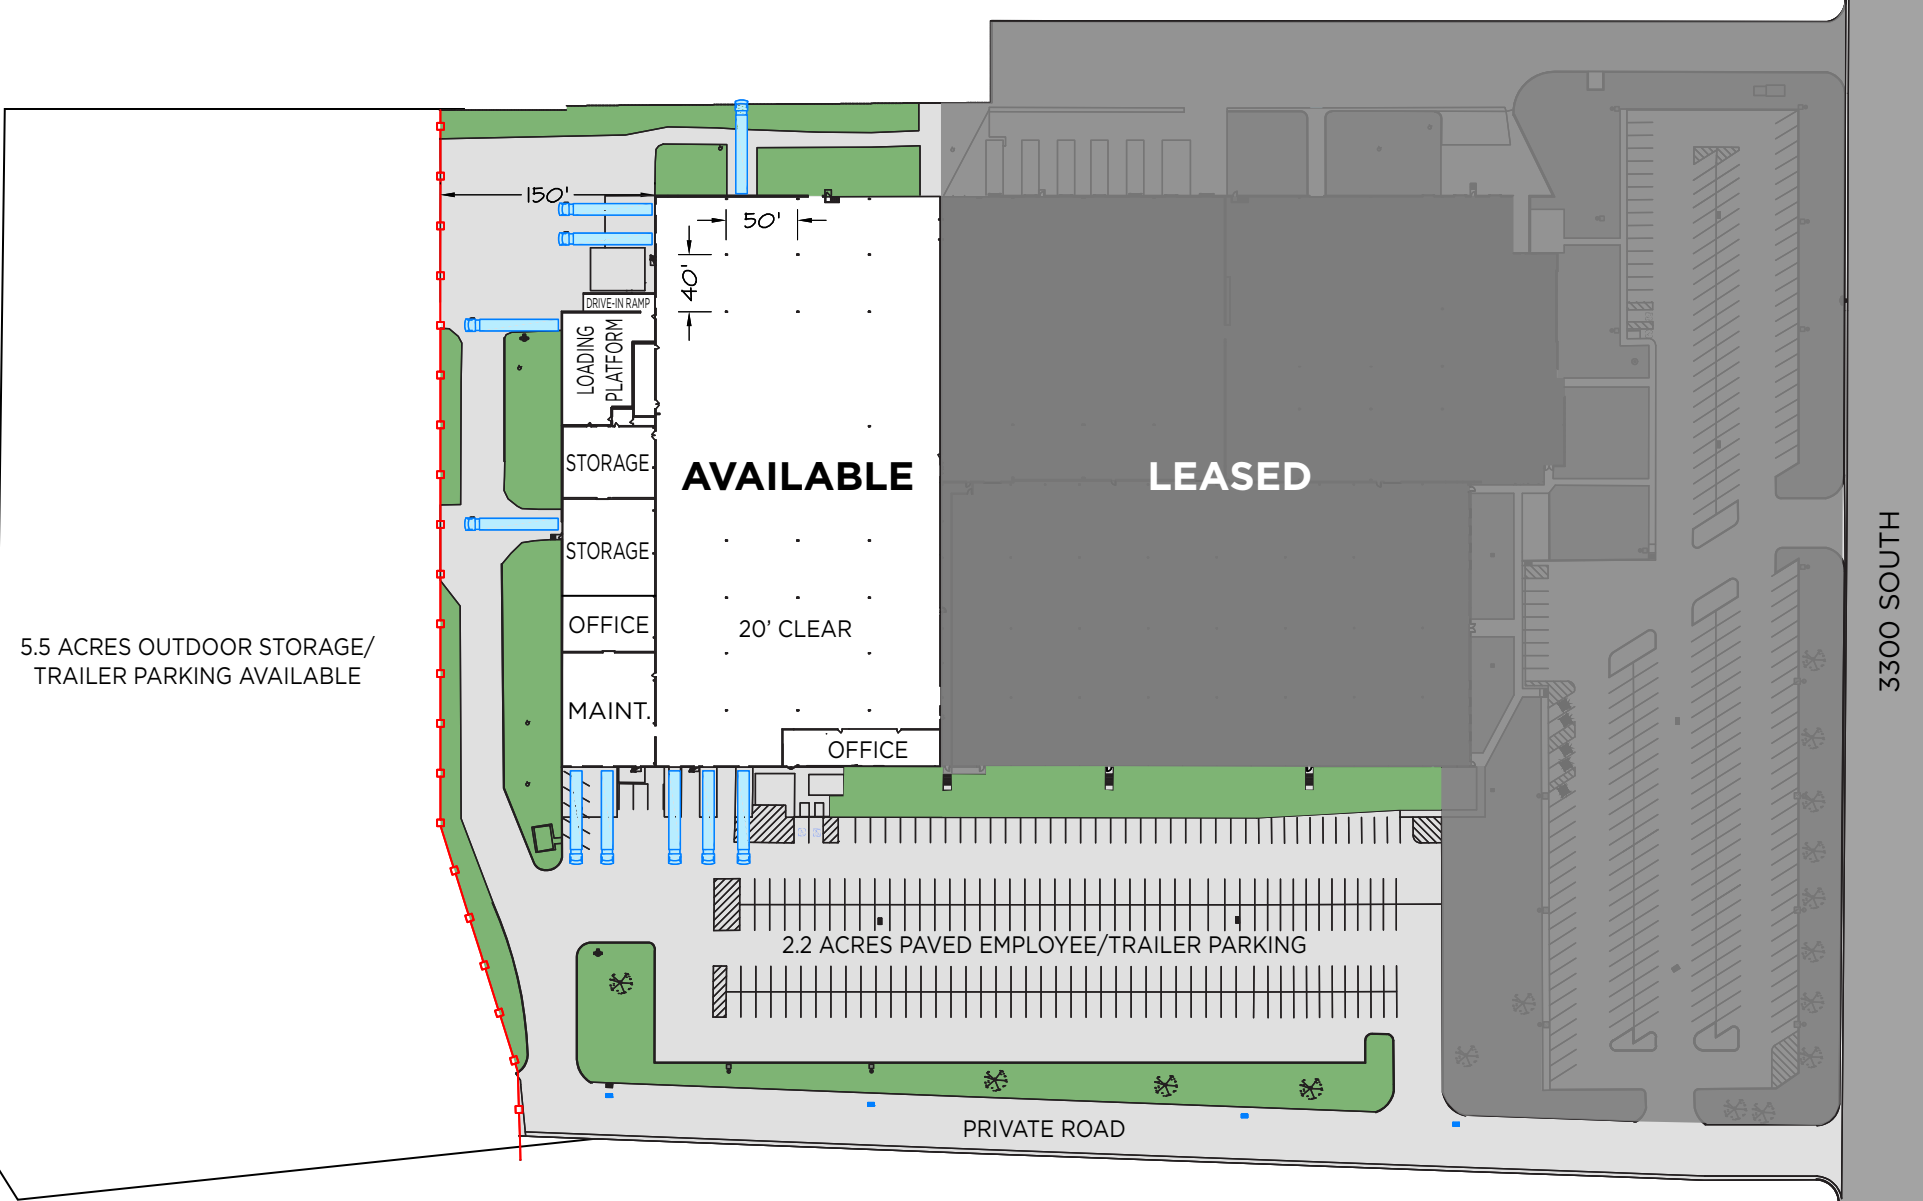 150'
50'
40'
DRIVE-IN RAMP
LOADING
PLATFORM
STORAGE
AVAILABLE
LEASED
STORAGE
3300 SOUTH
OFFICE
20’ CLEAR
5.5 ACRES OUTDOOR STORAGE/
TRAILER PARKING AVAILABLE
MAINT.
OFFICE
2.2 ACRES PAVED EMPLOYEE/TRAILER PARKING
PRIVATE ROAD